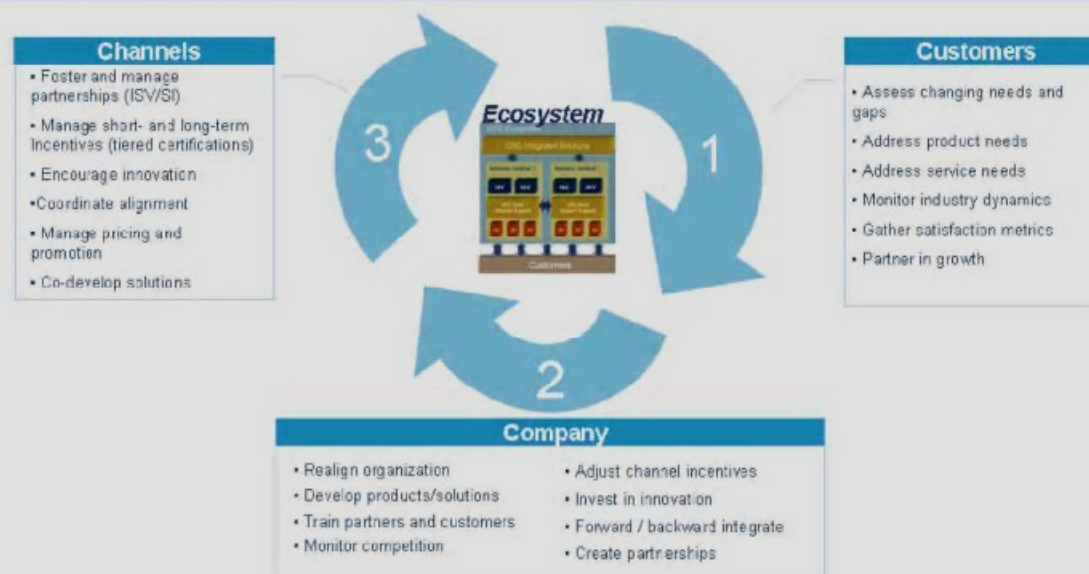 Channels
• Foster and manage
partnerships (ISV/SI)
• Manage short- and long-term
Incentives (tiered certifications)
• Encourage innovation
•Coordinate alignment
• Manage pricing and
promotion
• Co-develop solutions
3
Ecosystem
Customers
1
Customers
• Assess changing needs and
gaps
• Address product needs
• Address service needs
• Monitor industry dynamics
• Gather satisfaction metrics
• Partner in growth
2
Company
• Realign organization
• Develop products/solutions
• Train partners and customers
• Monitor competition
• Adjust channel incentives
• Invest in innovation
• Forward / backward integrate
• Create partnerships